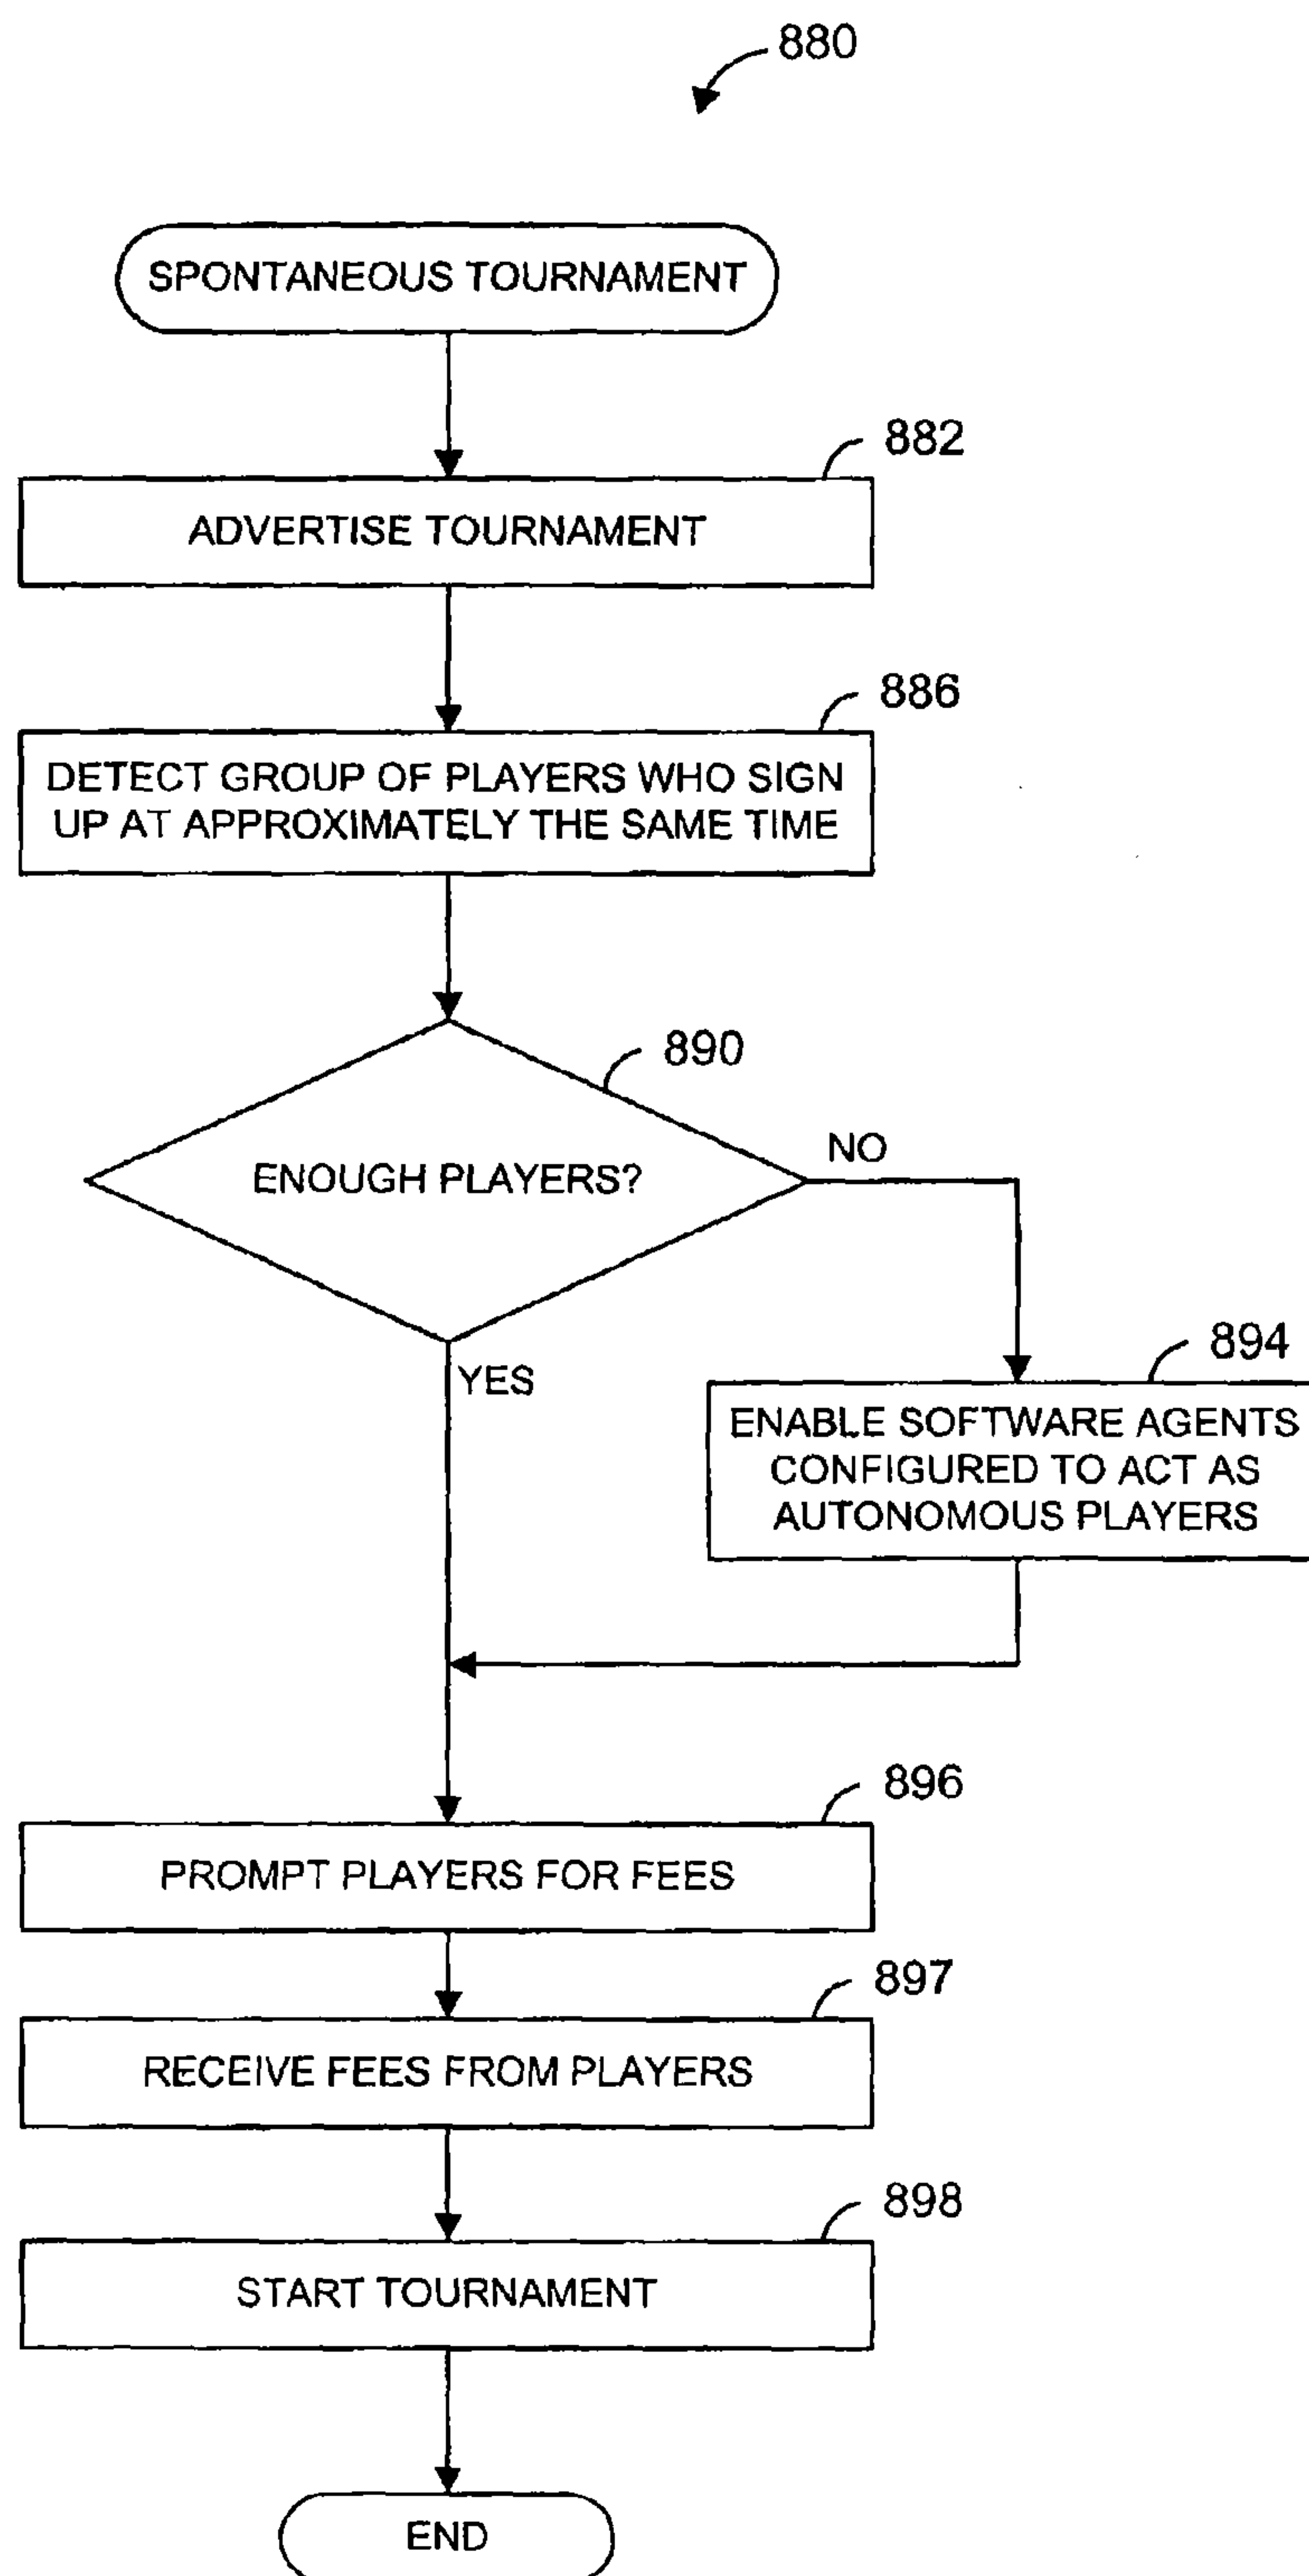 880
SPONTANEOUS TOURNAMENT
882
ADVERTISE TOURNAMENT
886
DETECT GROUP OF PLAYERS WHO SIGN
UP AT APPROXIMATELY THE SAME TIME
890
ENOUGH PLAYERS?
NO
YES
894
ENABLE SOFTWARE AGENTS
CONFIGURED TO ACT AS
AUTONOMOUS PLAYERS
896
PROMPT PLAYERS FOR FEES
897
RECEIVE FEES FROM PLAYERS
898
START TOURNAMENT
END